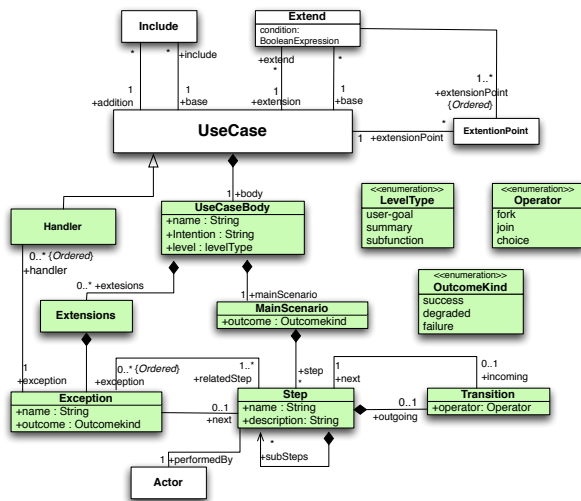 Include
Extend
condition:
BooleanExpression
*
*
+include
+extend
*
*
1
+addition
1
+base
1
+extension
1
+base
1..*
+extensionPoint
{Ordered}
UseCase
1
+extensionPoint
*
ExtentionPoint
1
+body
UseCaseBody
+name : String
+Intention : String
+level : levelType
<<enumeration>>
LevelType
user-goal
summary
subfunction
<<enumeration>>
Operator
fork
join
choice
Handler
0..* {Ordered}
+handler
0..*
+extesions
1
+mainScenario
<<enumeration>>
OutcomeKind
success
degraded
failure
Extensions
MainScenario
+outcome : Outcomekind
1
+exception
0..* {Ordered}
+exception
1..*
+relatedStep
+step
*
1
+next
0..1
+incoming
Exception
+name : String
+outcome : Outcomekind
0..1
+next
Step
+name : String
+description: String
0..1
+outgoing
Transition
+operator: Operator
1
+performedBy
*
+subSteps
Actor